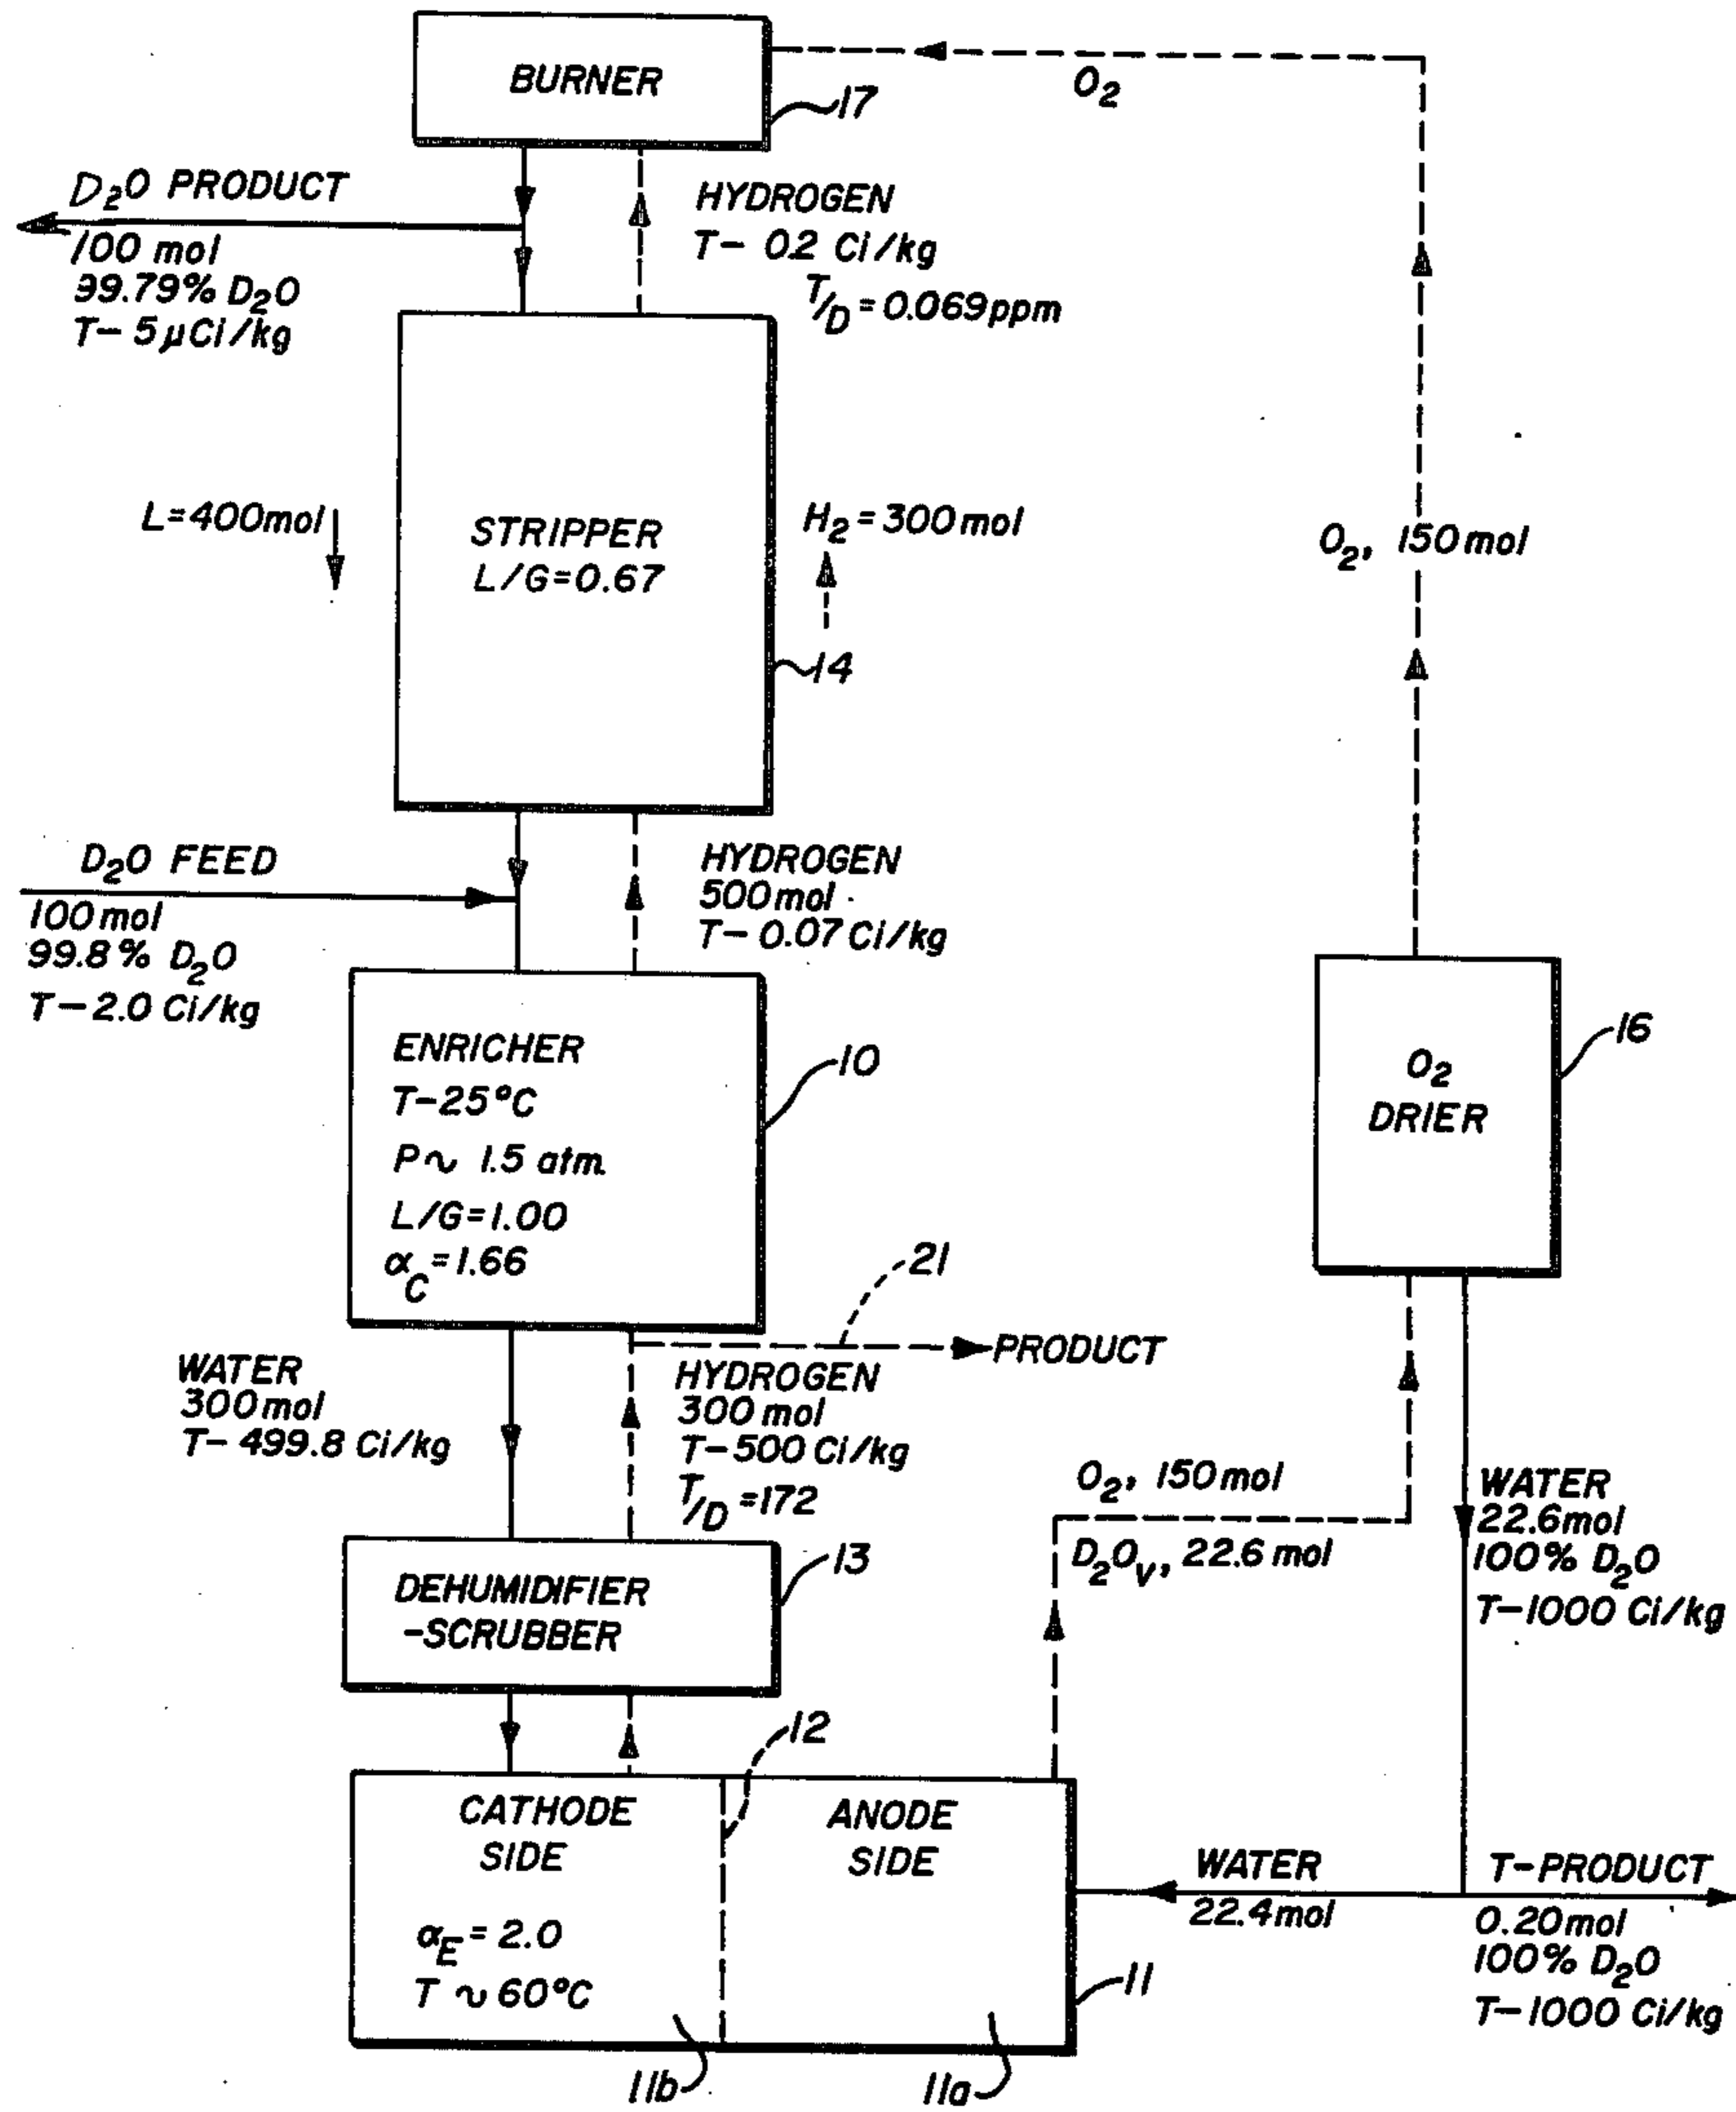 BURNER
17
O2
D2O PRODUCT
100 mol
99.79% D2O
T- 5 μCi/kg
HYDROGEN
T- 0.2 Ci/kg
T/D = 0.069 ppm
L=400mol
STRIPPER
L/G=0.67
H2 = 300 mol
14
O2, 150 mol
D2O FEED
100 mol
99.8% D2O
T-2.0 Ci/kg
HYDROGEN
500 mol
T- 0.07 Ci/kg
ENRICHER
T-25°C
P~ 1.5 atm.
L/G=1.00
αC=1.66
10
O2
DRIER
16
21
PRODUCT
WATER
300 mol
T- 499.8 Ci/kg
HYDROGEN
300 mol
T-500 Ci/kg
T/D =172
DEHUMIDIFIER
-SCRUBBER
13
O2, 150 mol
D2OV, 22.6 mol
WATER
22.6 mol
100% D2O
T-1000 Ci/kg
12
CATHODE
SIDE
αE = 2.0
T ~ 60°C
ANODE
SIDE
WATER
22.4 mol
T-PRODUCT
0.20 mol
100% D2O
T-1000 Ci/kg
11
11b
11a